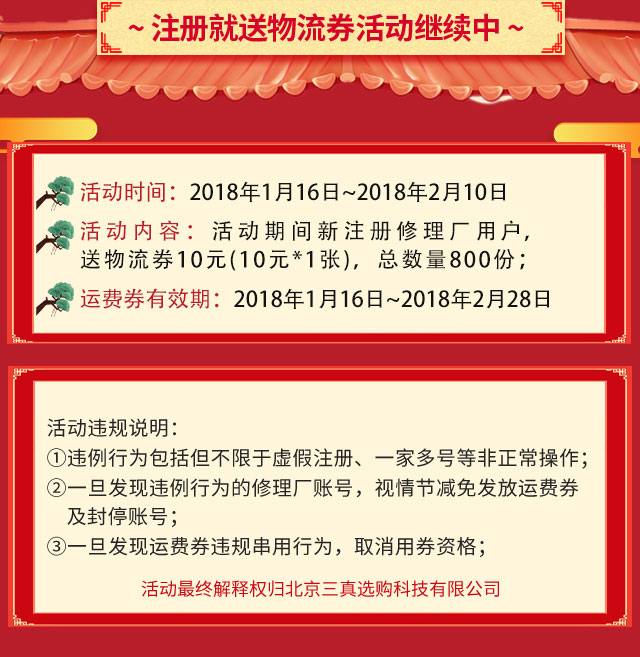 ~ 注册就送物流券活动继续中 ~
活动时间：2018年1月16日~2018年2月10日
活动内容：活动期间新注册修理厂用户,
送物流券10元(10元*1张)，总数量800份；
运费券有效期：2018年1月16日~2018年2月28日
活动违规说明：
①违例行为包括但不限于虚假注册、一家多号等非正常操作；
②一旦发现违例行为的修理厂账号，视情节减免发放运费券
及封停账号；
③一旦发现运费券违规串用行为，取消用券资格；
活动最终解释权归北京三真选购科技有限公司